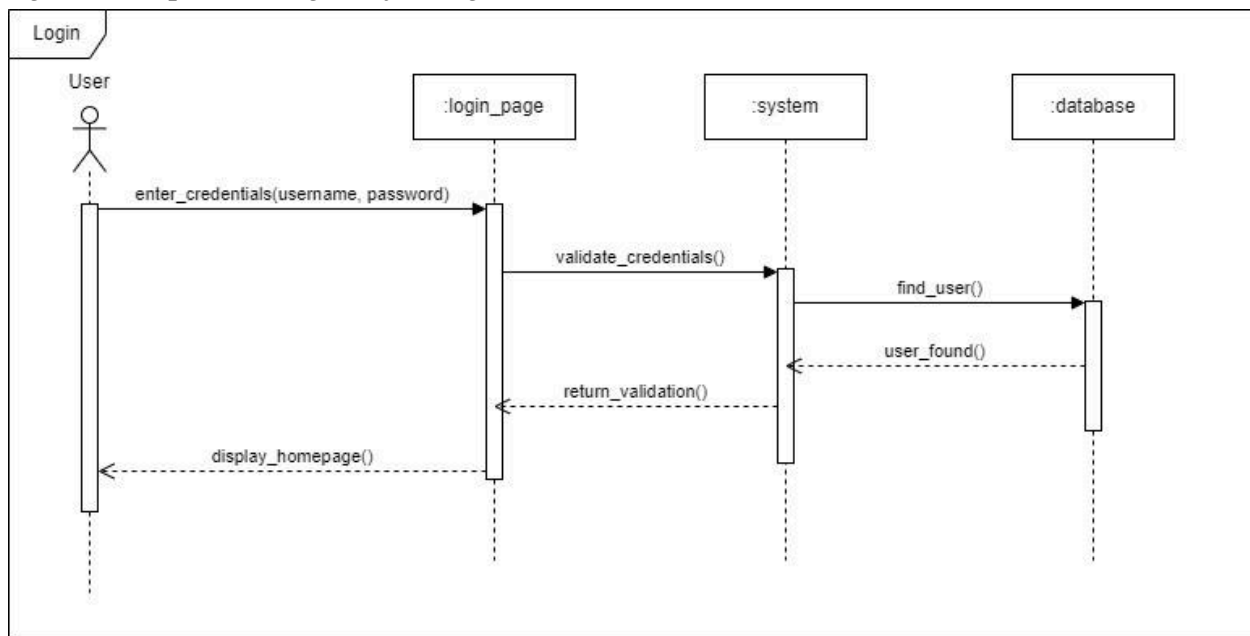 Login
User
:login_page
:system
:database
enter_credentials(username, password)
validate_credentials()
find_user()
user_found()
return_validation()
display_homepage()